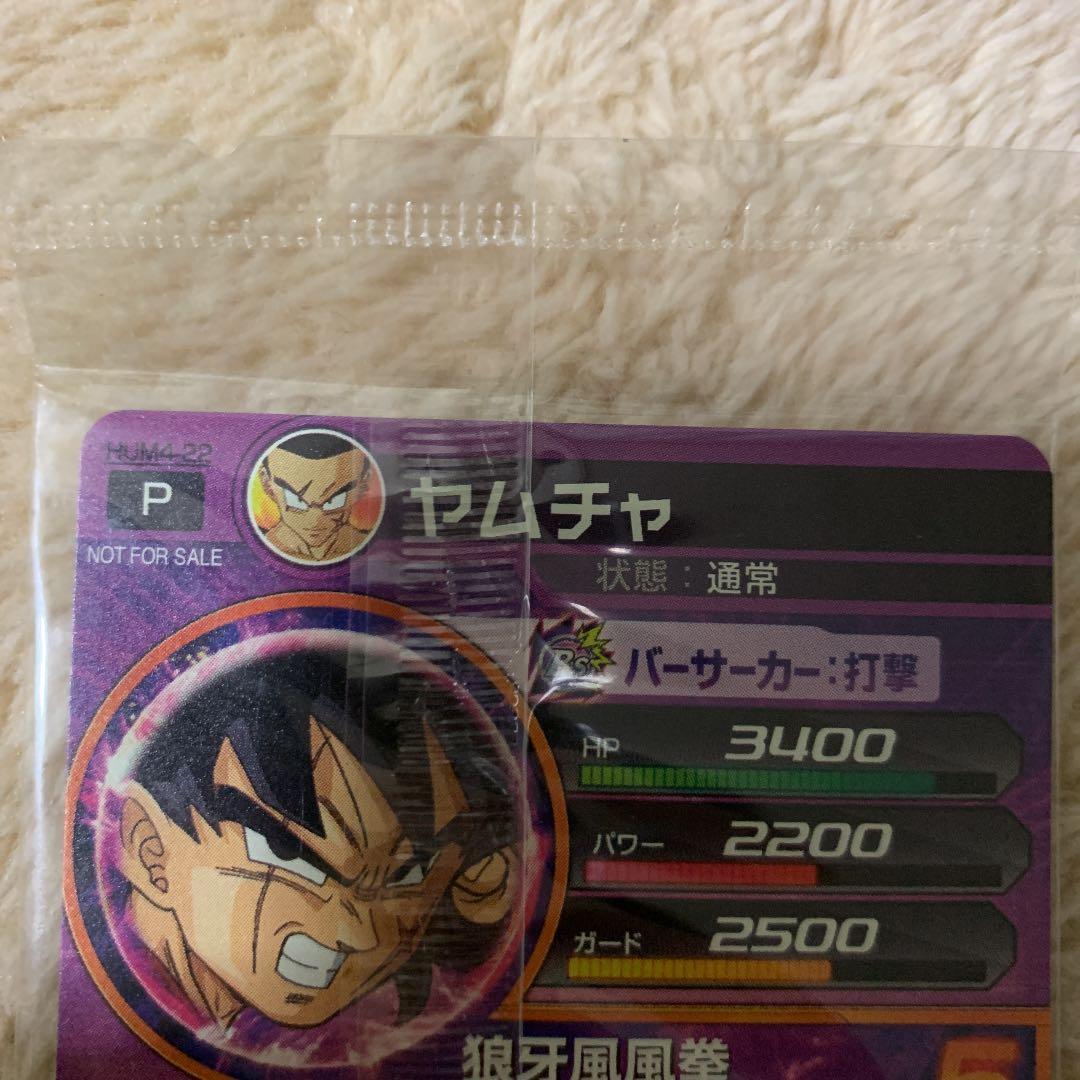 HUM4-22
P
NOT FOR SALE
ヤムチャ
状態：通常
バーサーカー：打撃
HP 3400
パワー 2200
ガード 2500
狼牙風風拳